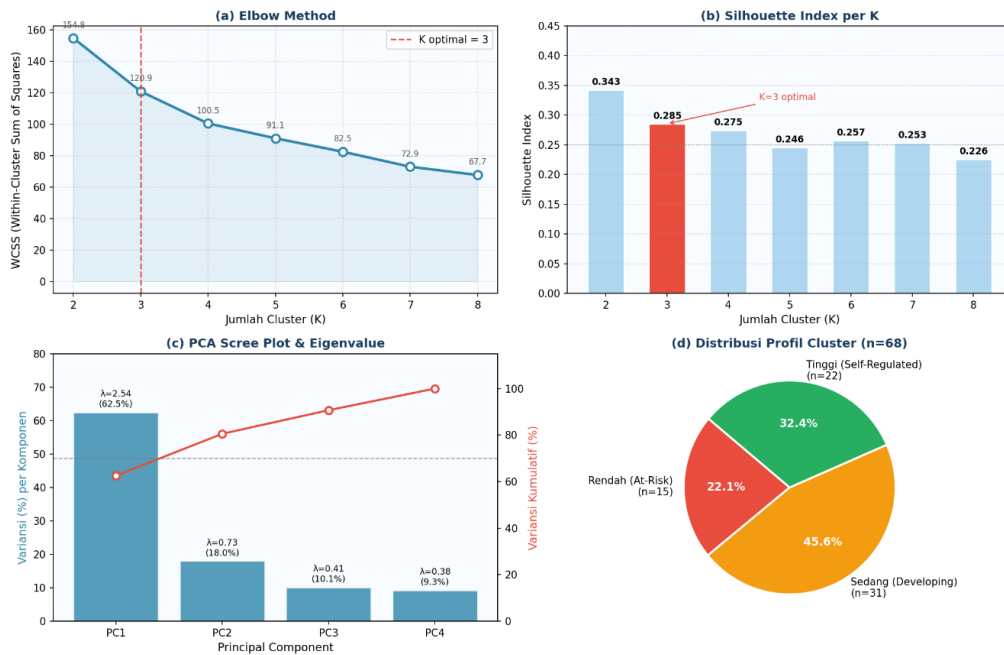 (a) Elbow Method
WCSS (Within-Cluster Sum of Squares)
160
140
120
100
80
60
40
20
0
154.8
120.9
100.5
91.1
82.5
72.9
67.7
K optimal = 3
2 3 4 5 6 7 8
Jumlah Cluster (K)
(b) Silhouette Index per K
Silhouette Index
0.45
0.40
0.35
0.30
0.25
0.20
0.15
0.10
0.05
0.00
0.343
0.285
0.275
0.246
0.257
0.253
0.226
K=3 optimal
2 3 4 5 6 7 8
Jumlah Cluster (K)
(c) PCA Scree Plot & Eigenvalue
Variansi (%) per Komponen
80
70
60
50
40
30
20
10
0
λ=2.54
(62.5%)
λ=0.73
(18.0%)
λ=0.41
(10.1%)
λ=0.38
(9.3%)
100
80
60
40
20
0
Variansi Kumulatif (%)
PC1 PC2 PC3 PC4
Principal Component
(d) Distribusi Profil Cluster (n=68)
Tinggi (Self-Regulated)
(n=22)
32.4%
Rendah (At-Risk)
(n=15)
22.1%
45.6%
Sedang (Developing)
(n=31)